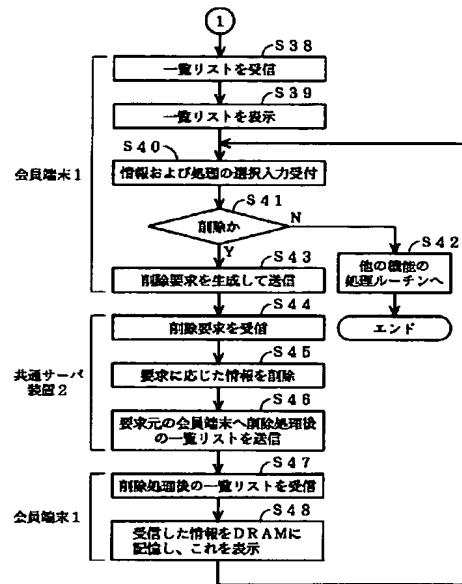 1
S38
一覧リストを受信
S39
一覧リストを表示
S40
情報および処理の選択入力受付
会員端末1
S41
削除か
N
Y
S42
他の機能の
処理ルーチンへ
エンド
S43
削除要求を生成して送信
S44
削除要求を受信
S45
要求に応じた情報を削除
共通サーバ
装置2
S46
要求元の会員端末へ削除処理後
の一覧リストを送信
S47
削除処理後の一覧リストを受信
会員端末1
S48
受信した情報をDRAMに
記憶し、これを表示